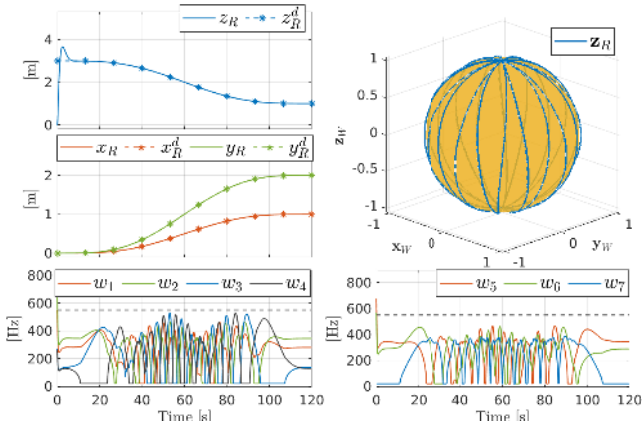 z_R z_R^d
[m]
4
2
0
x_R x_R^d y_R y_R^d
[m]
2
1
0
z_R
z_W
1
0.5
0
-0.5
-1
-1
0
1
x_W
-1
0
1
y_W
w_1 w_2 w_3 w_4
[Hz]
800
600
400
200
0
0 20 40 60 80 100 120
Time [s]
w_5 w_6 w_7
[Hz]
800
600
400
200
0
0 20 40 60 80 100 120
Time [s]